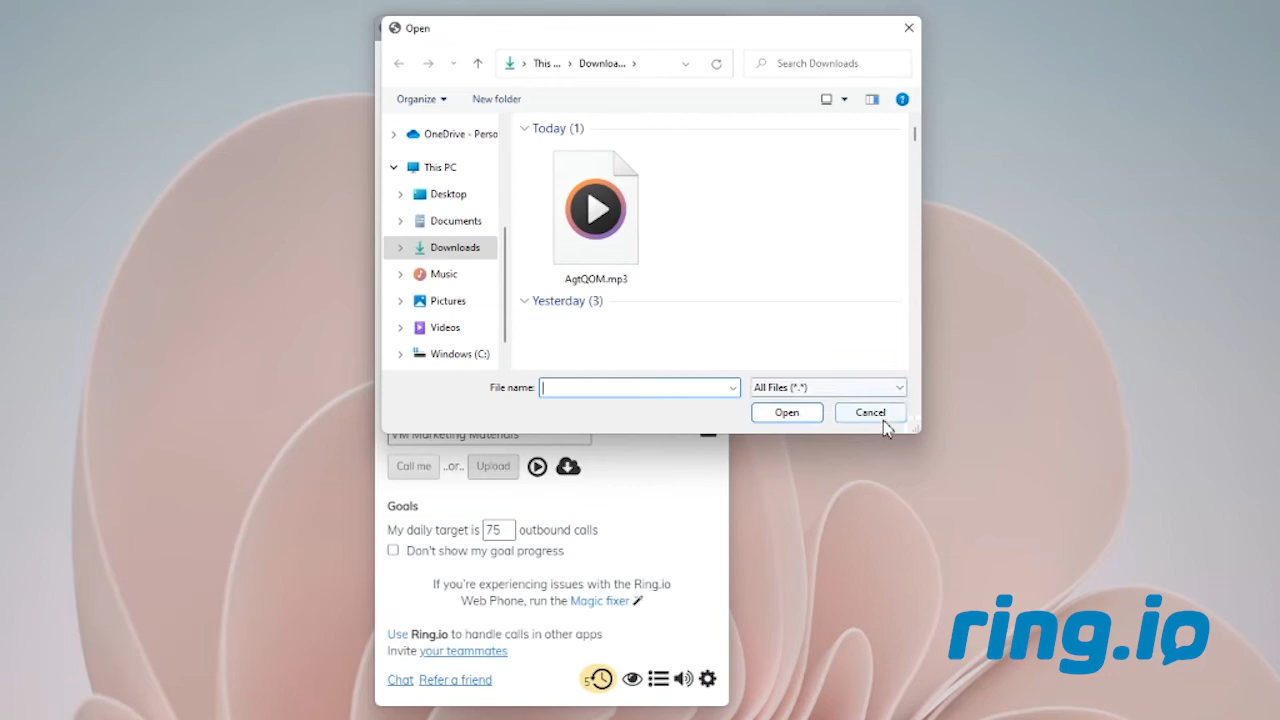 Open
This ... > Downloa... >
Search Downloads
Organize
New folder
OneDrive - Perso
This PC
Desktop
Documents
Downloads
Music
Pictures
Videos
Windows (C:)
Today (1)
AgtQOM.mp3
Yesterday (3)
File name:
All Files (*.*)
Open
Cancel
VM Marketing Materials
Call me ..or.. Upload
Goals
My daily target is 75 outbound calls
Don't show my goal progress
If you're experiencing issues with the Ring.io
Web Phone, run the Magic fixer
Use Ring.io to handle calls in other apps
Invite your teammates
Chat Refer a friend
5
ring.io